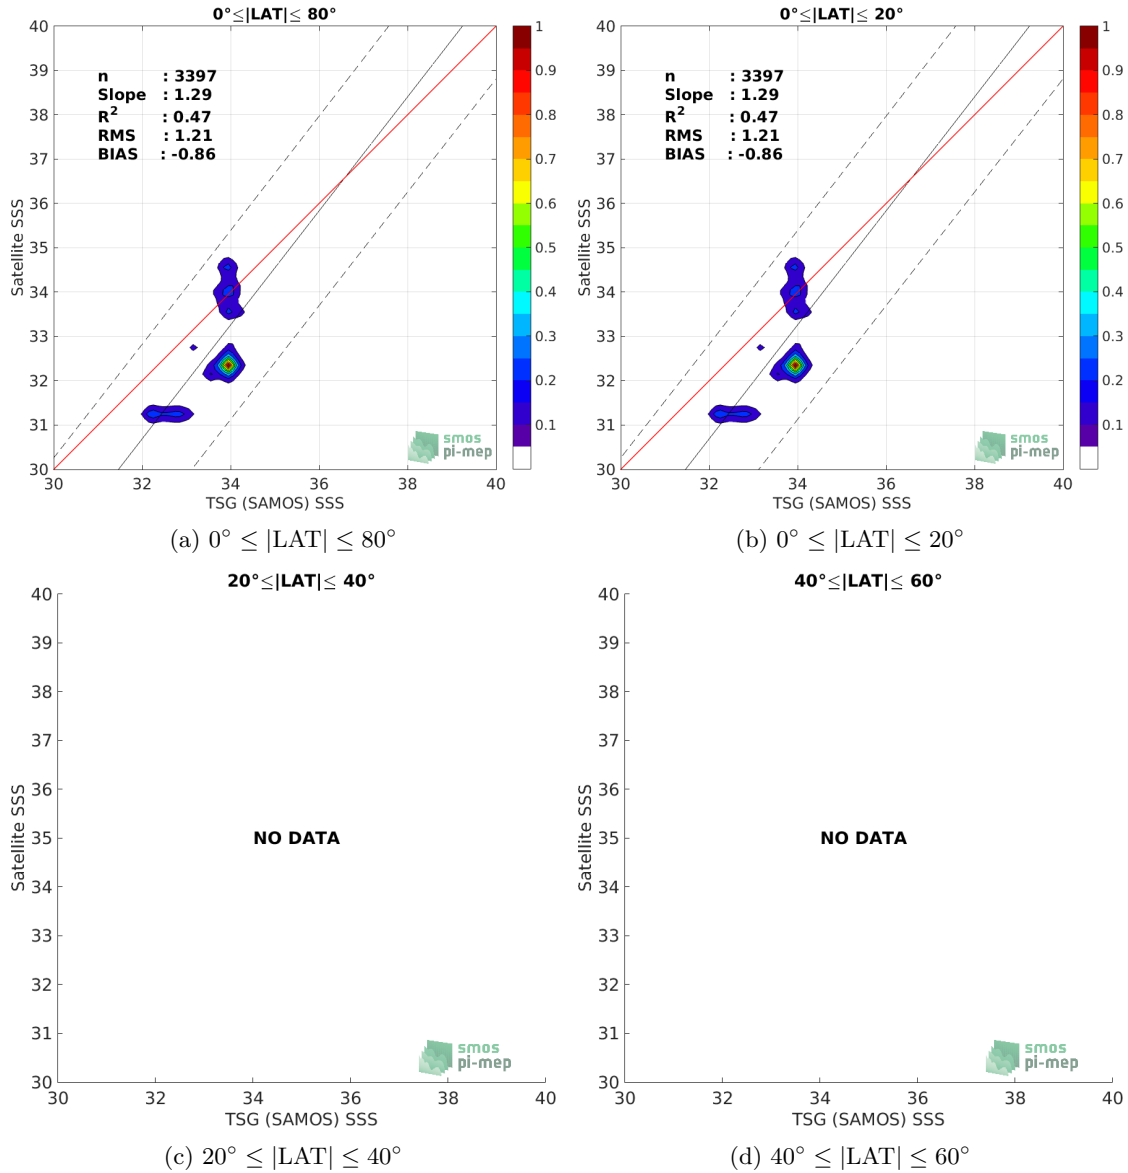 0°≤|LAT|≤ 80°
40
39
38
37
36
35
34
33
32
31
30
Satellite SSS
n : 3397
Slope : 1.29
R² : 0.47
RMS : 1.21
BIAS : -0.86
smos
pi-mep
30 32 34 36 38 40
TSG (SAMOS) SSS
1
0.9
0.8
0.7
0.6
0.5
0.4
0.3
0.2
0.1
(a) 0° ≤ |LAT| ≤ 80°
0°≤|LAT|≤ 20°
40
39
38
37
36
35
34
33
32
31
30
Satellite SSS
n : 3397
Slope : 1.29
R² : 0.47
RMS : 1.21
BIAS : -0.86
smos
pi-mep
30 32 34 36 38 40
TSG (SAMOS) SSS
1
0.9
0.8
0.7
0.6
0.5
0.4
0.3
0.2
0.1
(b) 0° ≤ |LAT| ≤ 20°
20°≤|LAT|≤ 40°
40
39
38
37
36
35
34
33
32
31
30
Satellite SSS
NO DATA
smos
pi-mep
30 32 34 36 38 40
TSG (SAMOS) SSS
(c) 20° ≤ |LAT| ≤ 40°
40°≤|LAT|≤ 60°
40
39
38
37
36
35
34
33
32
31
30
Satellite SSS
NO DATA
smos
pi-mep
30 32 34 36 38 40
TSG (SAMOS) SSS
(d) 40° ≤ |LAT| ≤ 60°